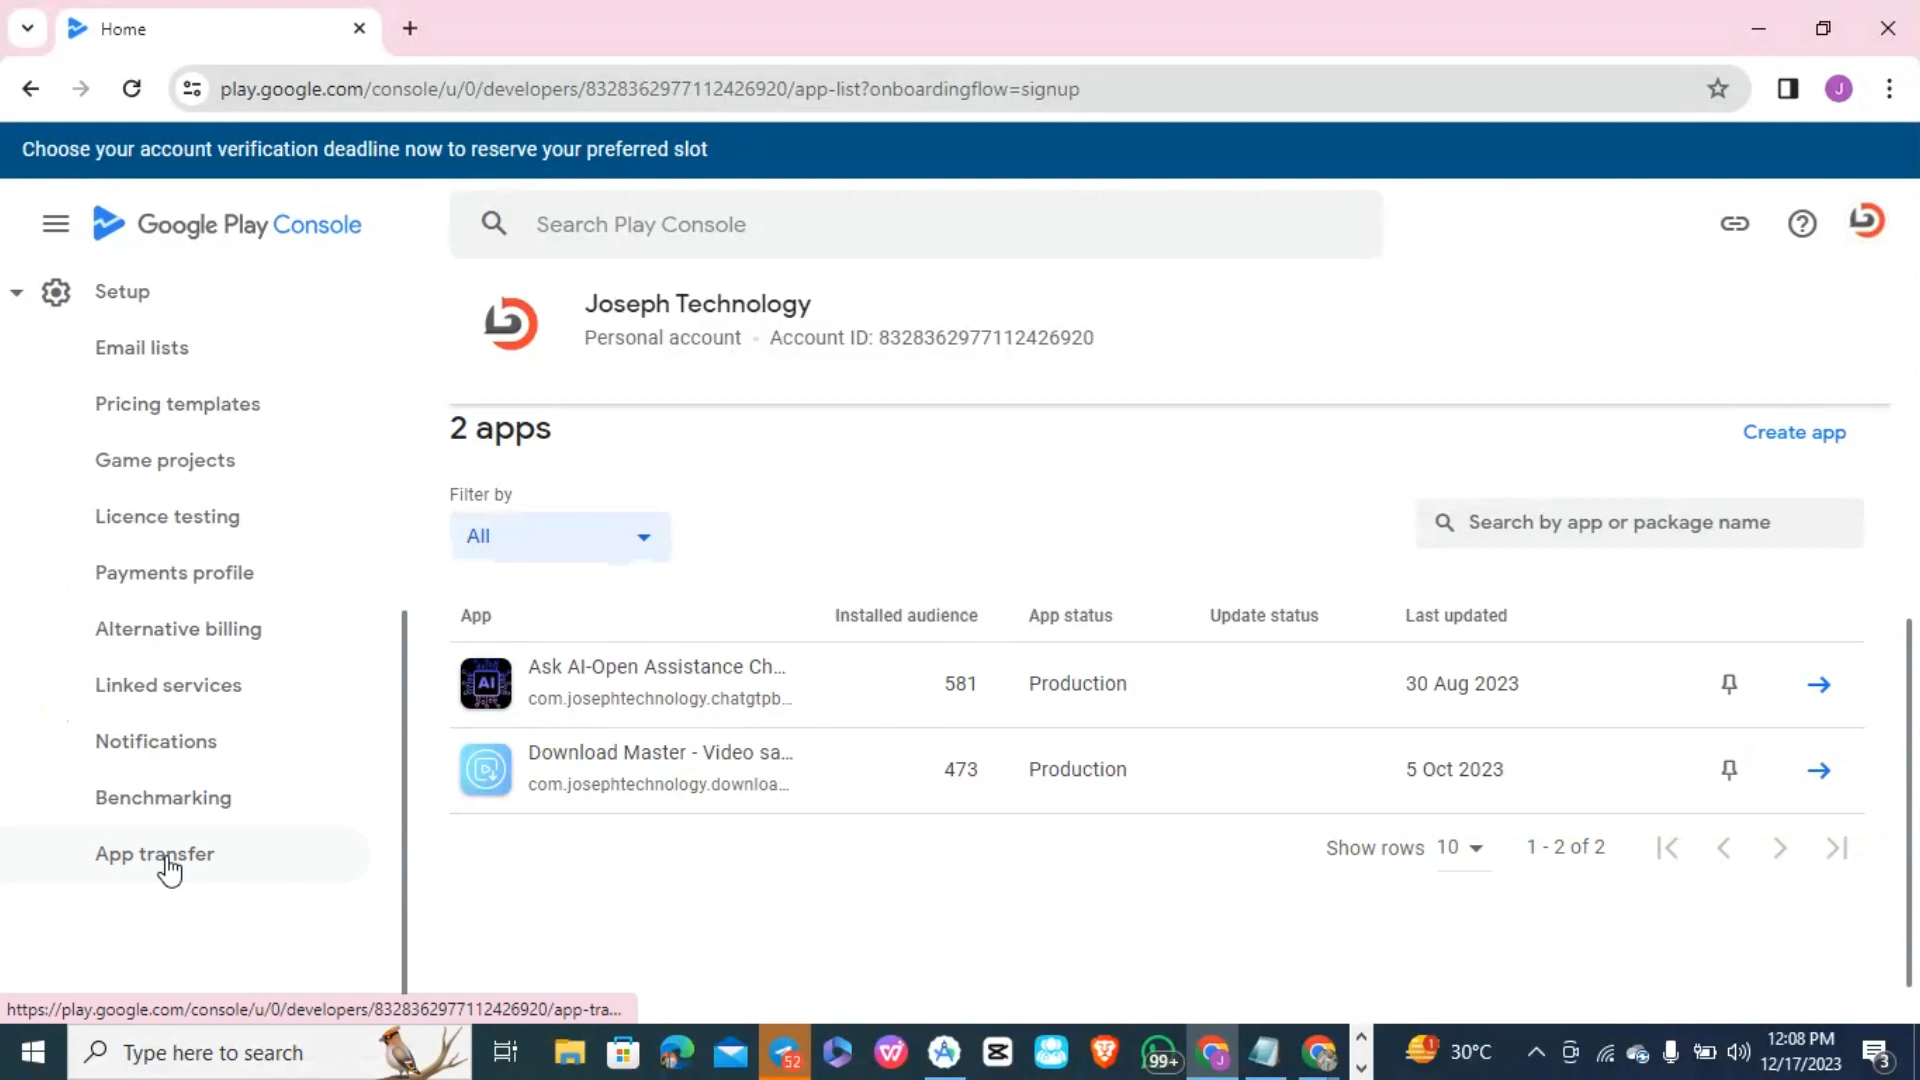 Home
play.google.com/console/u/0/developers/8328362977112426920/app-list?onboardingflow=signup
J
Choose your account verification deadline now to reserve your preferred slot
Google Play Console
Search Play Console
Setup
Email lists
Pricing templates
Game projects
Licence testing
Payments profile
Alternative billing
Linked services
Notifications
Benchmarking
App transfer
Joseph Technology
Personal account · Account ID: 8328362977112426920
2 apps
Create app
Filter by
All
Search by app or package name
App Installed audience App status Update status Last updated
AI
Ask AI-Open Assistance Ch...
com.josephtechnology.chatgtpb...
581 Production 30 Aug 2023
Download Master - Video sa...
com.josephtechnology.downloa...
473 Production 5 Oct 2023
Show rows 10 1 - 2 of 2
https://play.google.com/console/u/0/developers/8328362977112426920/app-tra...
Type here to search
52
99+
J
30°C
12:08 PM
12/17/2023
3